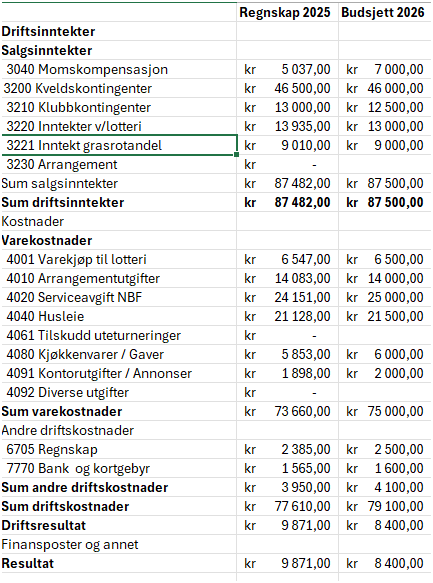 Regnskap 2025 Budsjett 2026
Driftsinntekter
Salgsinntekter
3040 Momskompensasjon kr 5 037,00 kr 7 000,00
3200 Kveldskontingenter kr 46 500,00 kr 46 000,00
3210 Klubbkontingenter kr 13 000,00 kr 12 500,00
3220 Inntekter v/lotteri kr 13 935,00 kr 13 000,00
3221 Inntekt grasrotandel kr 9 010,00 kr 9 000,00
3230 Arrangement kr -
Sum salgsinntekter kr 87 482,00 kr 87 500,00
Sum driftsinntekter kr 87 482,00 kr 87 500,00
Kostnader
Varekostnader
4001 Varekjøp til lotteri kr 6 547,00 kr 6 500,00
4010 Arrangementutgifter kr 14 083,00 kr 14 000,00
4020 Serviceavgift NBF kr 24 151,00 kr 25 000,00
4040 Husleie kr 21 128,00 kr 21 500,00
4061 Tilskudd uteturneringer kr -
4080 Kjøkkenvarer / Gaver kr 5 853,00 kr 6 000,00
4091 Kontorutgifter / Annonser kr 1 898,00 kr 2 000,00
4092 Diverse utgifter kr -
Sum varekostnader kr 73 660,00 kr 75 000,00
Andre driftskostnader
6705 Regnskap kr 2 385,00 kr 2 500,00
7770 Bank og kortgebyr kr 1 565,00 kr 1 600,00
Sum andre driftskostnader kr 3 950,00 kr 4 100,00
Sum driftskostnader kr 77 610,00 kr 79 100,00
Driftsresultat kr 9 871,00 kr 8 400,00
Finansposter og annet
Resultat kr 9 871,00 kr 8 400,00